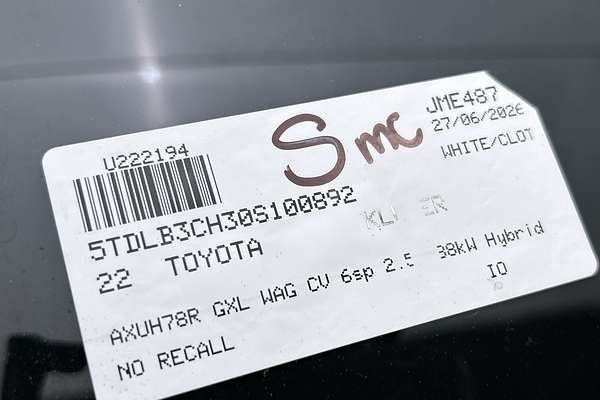 U222194
Smc
JME487
27/06/2026
WHITE/CLOT
5TDLB3CH30S100892
22 TOYOTA
AXUH78R GXL WAG CV 6sp 2.5 38kW Hybrid
NO RECALL
IO